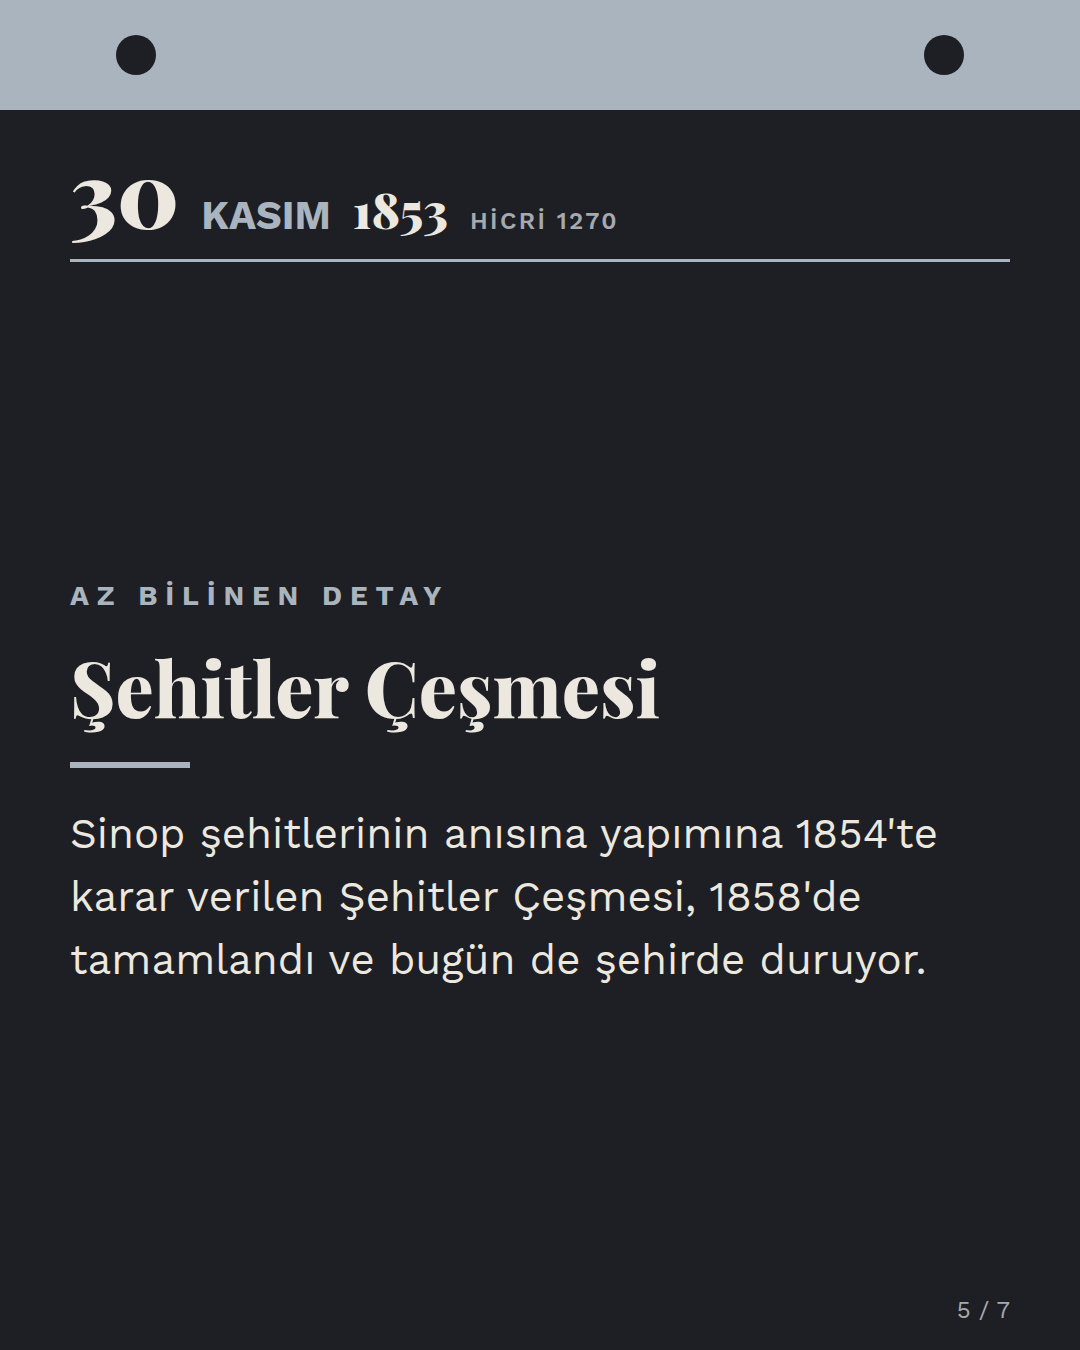 30 KASIM 1853 HİCRİ 1270
AZ BİLİNEN DETAY
Şehitler Çeşmesi
Sinop şehitlerinin anısına yapımına 1854'te
karar verilen Şehitler Çeşmesi, 1858'de
tamamlandı ve bugün de şehirde duruyor.
5 / 7